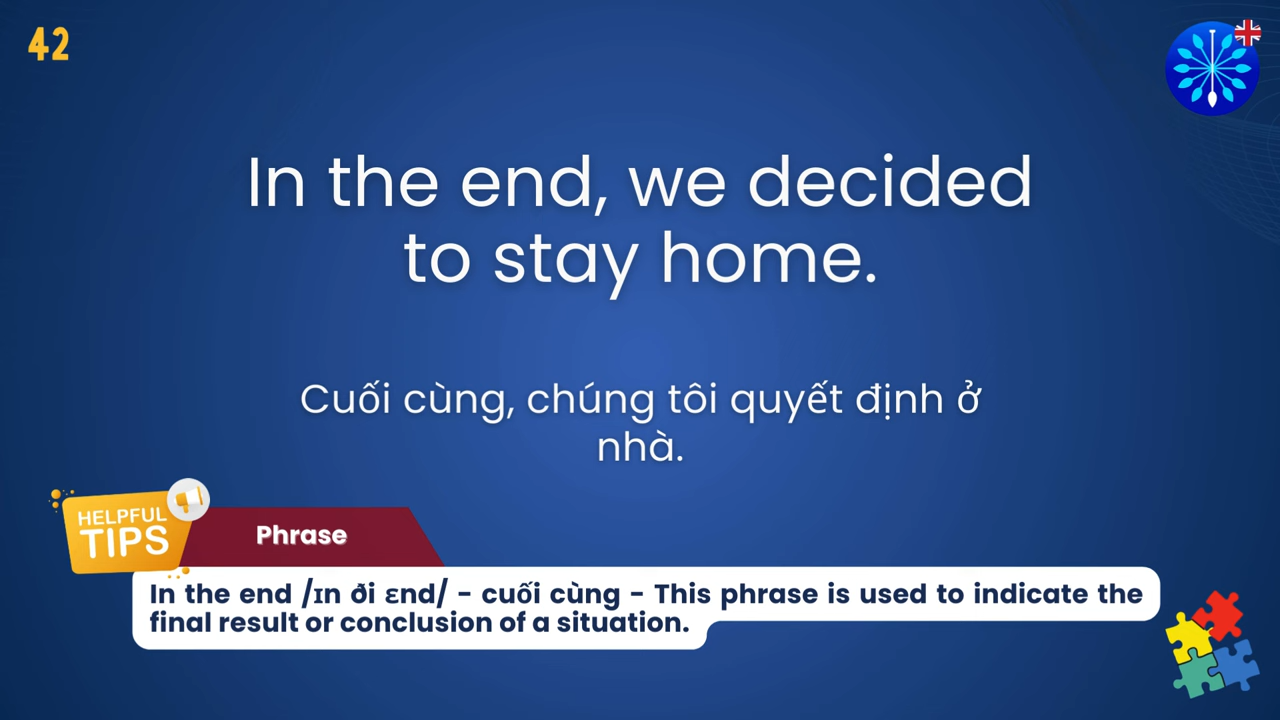 42
In the end, we decided
to stay home.
Cuối cùng, chúng tôi quyết định ở
nhà.
HELPFUL
TIPS
Phrase
In the end /ɪn ði ɛnd/ - cuối cùng - This phrase is used to indicate the
final result or conclusion of a situation.